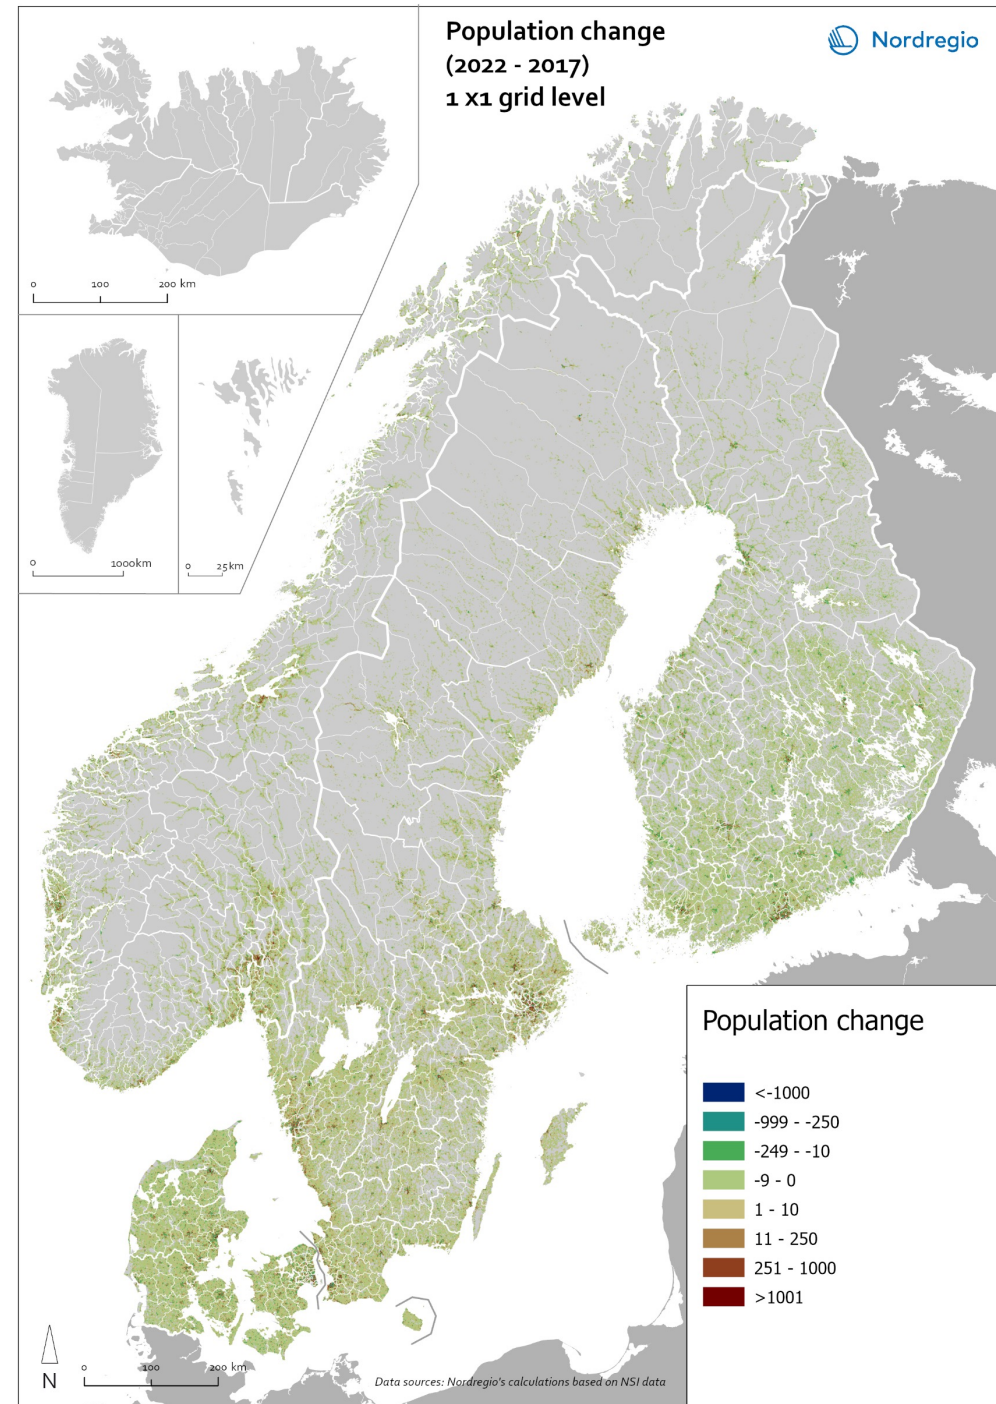 Population change
(2022 - 2017)
1 x1 grid level
Nordregio
0 100 200 km
0 1000km
0 25km
Population change
<-1000
-999 - -250
-249 - -10
-9 - 0
1 - 10
11 - 250
251 - 1000
>1001
N
0 100 200 km
Data sources: Nordregio's calculations based on NSI data